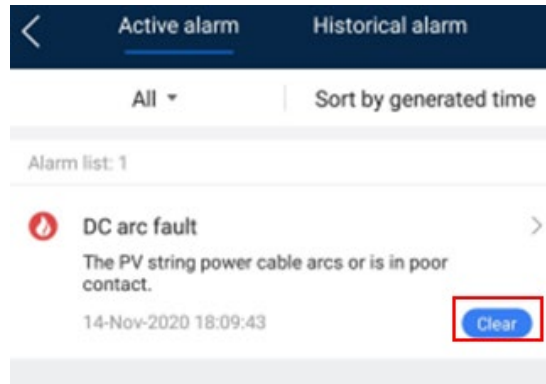 Active alarm Historical alarm
All Sort by generated time
Alarm list: 1
DC arc fault
The PV string power cable arcs or is in poor
contact.
14-Nov-2020 18:09:43 Clear